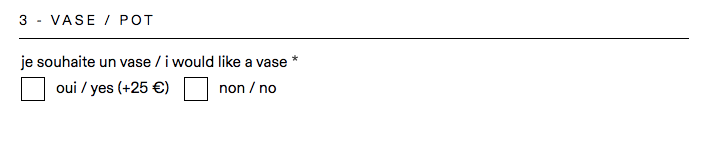 3 - VASE / POT
je souhaite un vase / i would like a vase *
oui / yes (+25 €) non / no